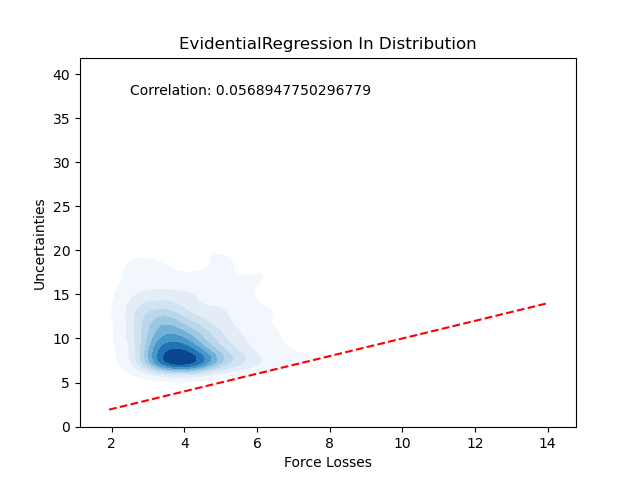 EvidentialRegression In Distribution
Correlation: 0.0568947750296779
Uncertainties
40
35
30
25
20
15
10
5
0
2 4 6 8 10 12 14
Force Losses